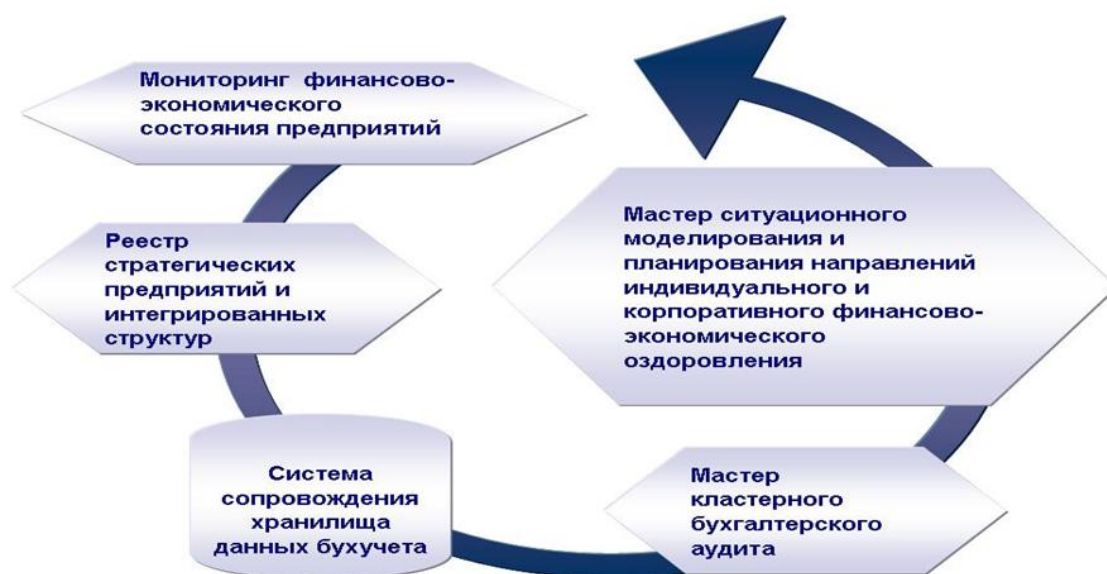 Мониторинг финансово-
экономического
состояния предприятий
Реестр
стратегических
предприятий и
интегрированных
структур
Система
сопровождения
хранилища
данных бухучета
Мастер
кластерного
бухгалтерского
аудита
Мастер ситуационного
моделирования и
планирования направлений
индивидуального и
корпоративного финансово-
экономического
оздоровления